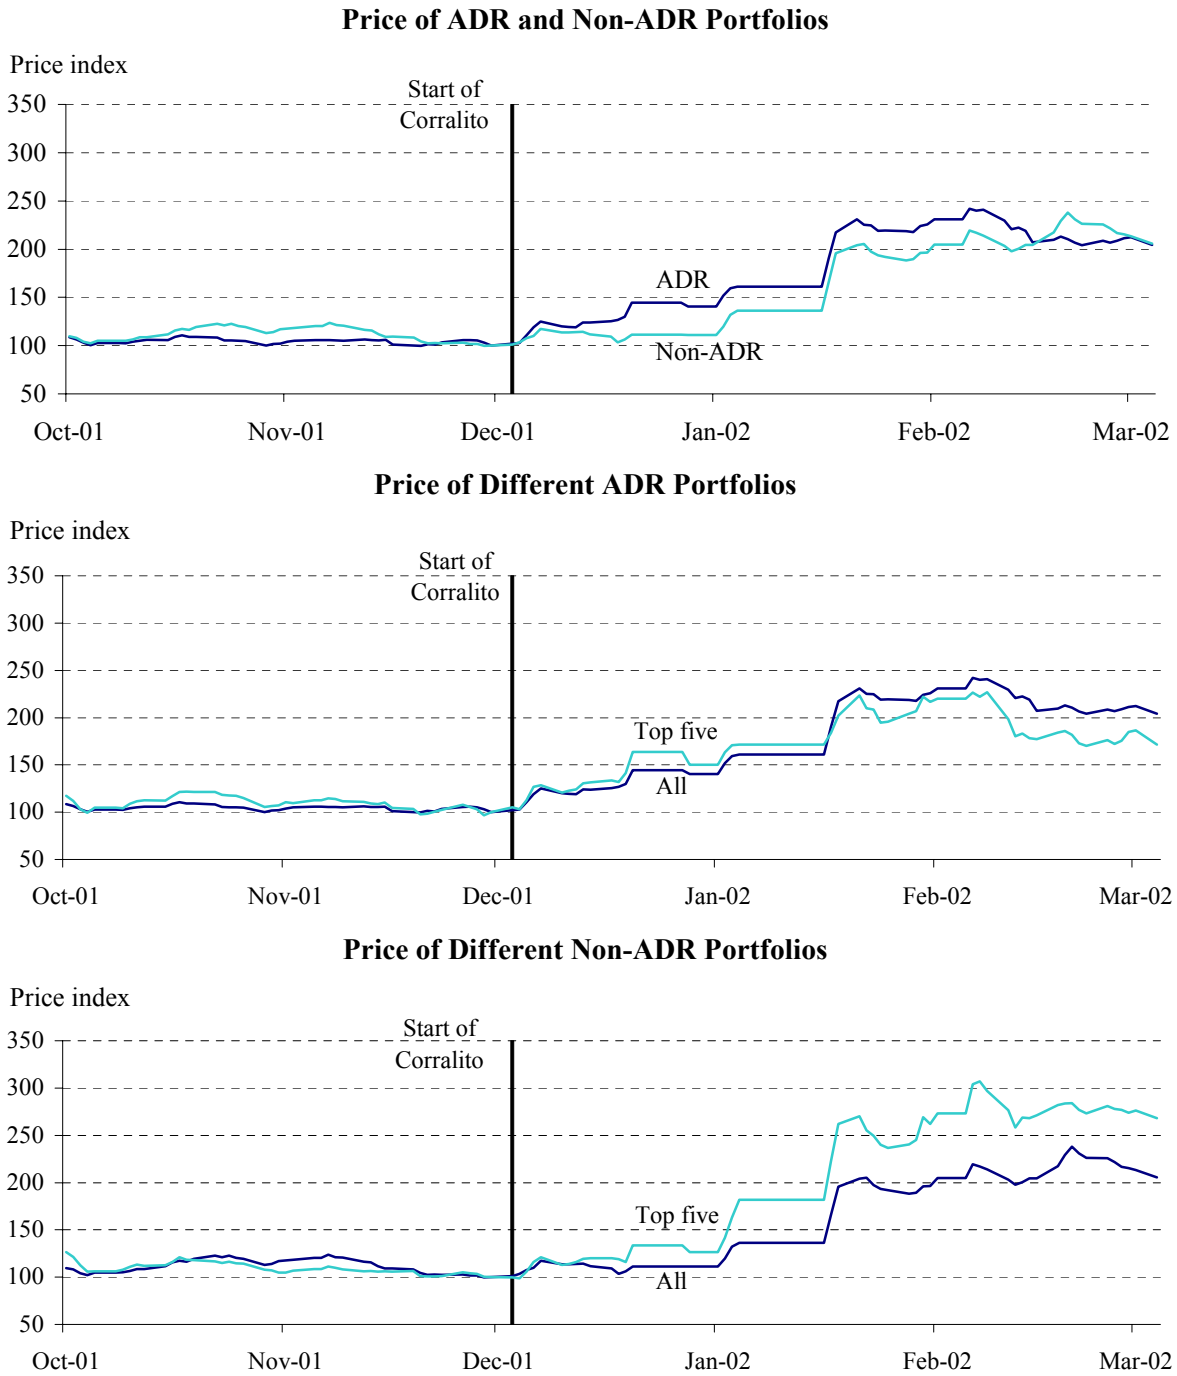 Price of ADR and Non-ADR Portfolios
Price index
Start of
Corralito
350
300
250
200
150
100
50
ADR
Non-ADR
Oct-01 Nov-01 Dec-01 Jan-02 Feb-02 Mar-02
Price of Different ADR Portfolios
Price index
Start of
Corralito
350
300
250
200
150
100
50
Top five
All
Oct-01 Nov-01 Dec-01 Jan-02 Feb-02 Mar-02
Price of Different Non-ADR Portfolios
Price index
Start of
Corralito
350
300
250
200
150
100
50
Top five
All
Oct-01 Nov-01 Dec-01 Jan-02 Feb-02 Mar-02